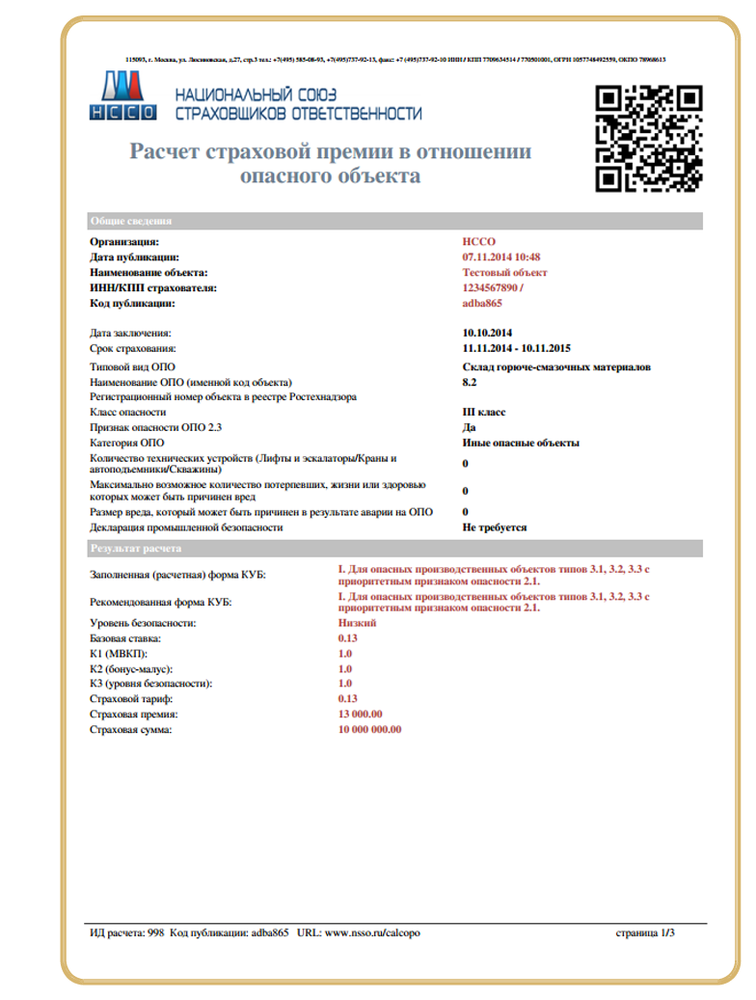 115093, г. Москва, ул. Люсиновская, д.27, стр.3 тел.: +7(495) 585-08-93, +7(495)737-92-13, факс: +7 (495)737-92-10 ИНН / КПП 7709634514 / 770501001, ОГРН 1057748492559, ОКПО 78968613
НССО
НАЦИОНАЛЬНЫЙ СОЮЗ
СТРАХОВЩИКОВ ОТВЕТСТВЕННОСТИ
Расчет страховой премии в отношении
опасного объекта
Общие сведения
Организация: НССО
Дата публикации: 07.11.2014 10:48
Наименование объекта: Тестовый объект
ИНН/КПП страхователя: 1234567890 /
Код публикации: adba865
Дата заключения: 10.10.2014
Срок страхования: 11.11.2014 - 10.11.2015
Типовой вид ОПО Склад горюче-смазочных материалов
Наименование ОПО (именной код объекта) 8.2
Регистрационный номер объекта в реестре Ростехнадзора
Класс опасности III класс
Признак опасности ОПО 2.3 Да
Категория ОПО Иные опасные объекты
Количество технических устройств (Лифты и эскалаторы/Краны и
автоподъемники/Скважины) 0
Максимально возможное количество потерпевших, жизни или здоровью
которых может быть причинен вред 0
Размер вреда, который может быть причинен в результате аварии на ОПО 0
Декларация промышленной безопасности Не требуется
Результат расчета
Заполненная (расчетная) форма КУБ: I. Для опасных производственных объектов типов 3.1, 3.2, 3.3 с
приоритетным признаком опасности 2.1.
Рекомендованная форма КУБ: I. Для опасных производственных объектов типов 3.1, 3.2, 3.3 с
приоритетным признаком опасности 2.1.
Уровень безопасности: Низкий
Базовая ставка: 0.13
К1 (МВКП): 1.0
К2 (бонус-малус): 1.0
К3 (уровня безопасности): 1.0
Страховой тариф: 0.13
Страховая премия: 13 000.00
Страховая сумма: 10 000 000.00
ИД расчета: 998 Код публикации: adba865 URL: www.nsso.ru/calcopo страница 1/3